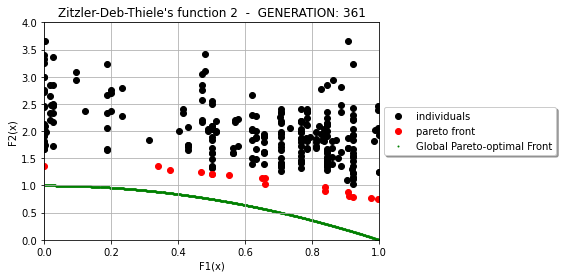 Zitzler-Deb-Thiele's function 2 - GENERATION: 361
4.0
3.5
3.0
2.5
2.0
1.5
1.0
0.5
0.0
F2(x)
0.0 0.2 0.4 0.6 0.8 1.0
F1(x)
individuals
pareto front
Global Pareto-optimal Front